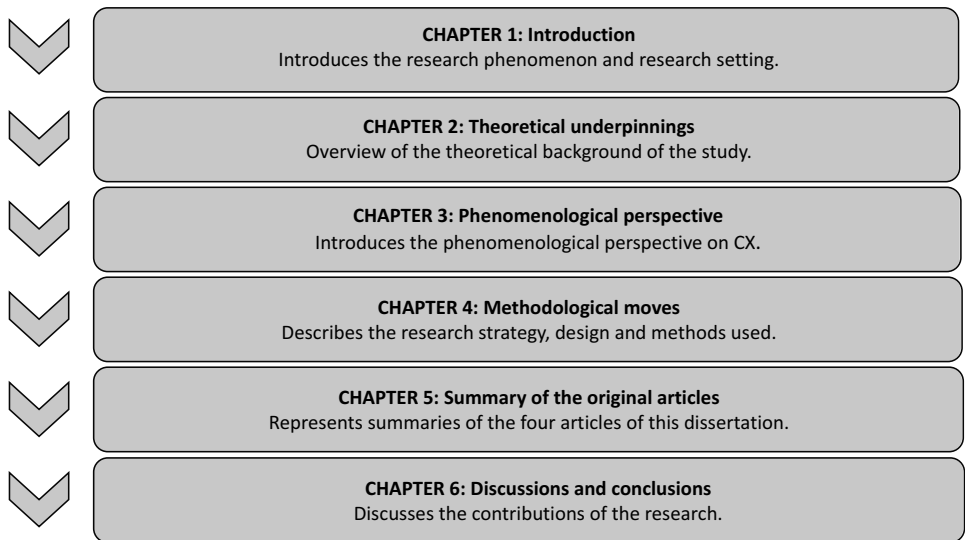 CHAPTER 1: Introduction
Introduces the research phenomenon and research setting.
CHAPTER 2: Theoretical underpinnings
Overview of the theoretical background of the study.
CHAPTER 3: Phenomenological perspective
Introduces the phenomenological perspective on CX.
CHAPTER 4: Methodological moves
Describes the research strategy, design and methods used.
CHAPTER 5: Summary of the original articles
Represents summaries of the four articles of this dissertation.
CHAPTER 6: Discussions and conclusions
Discusses the contributions of the research.